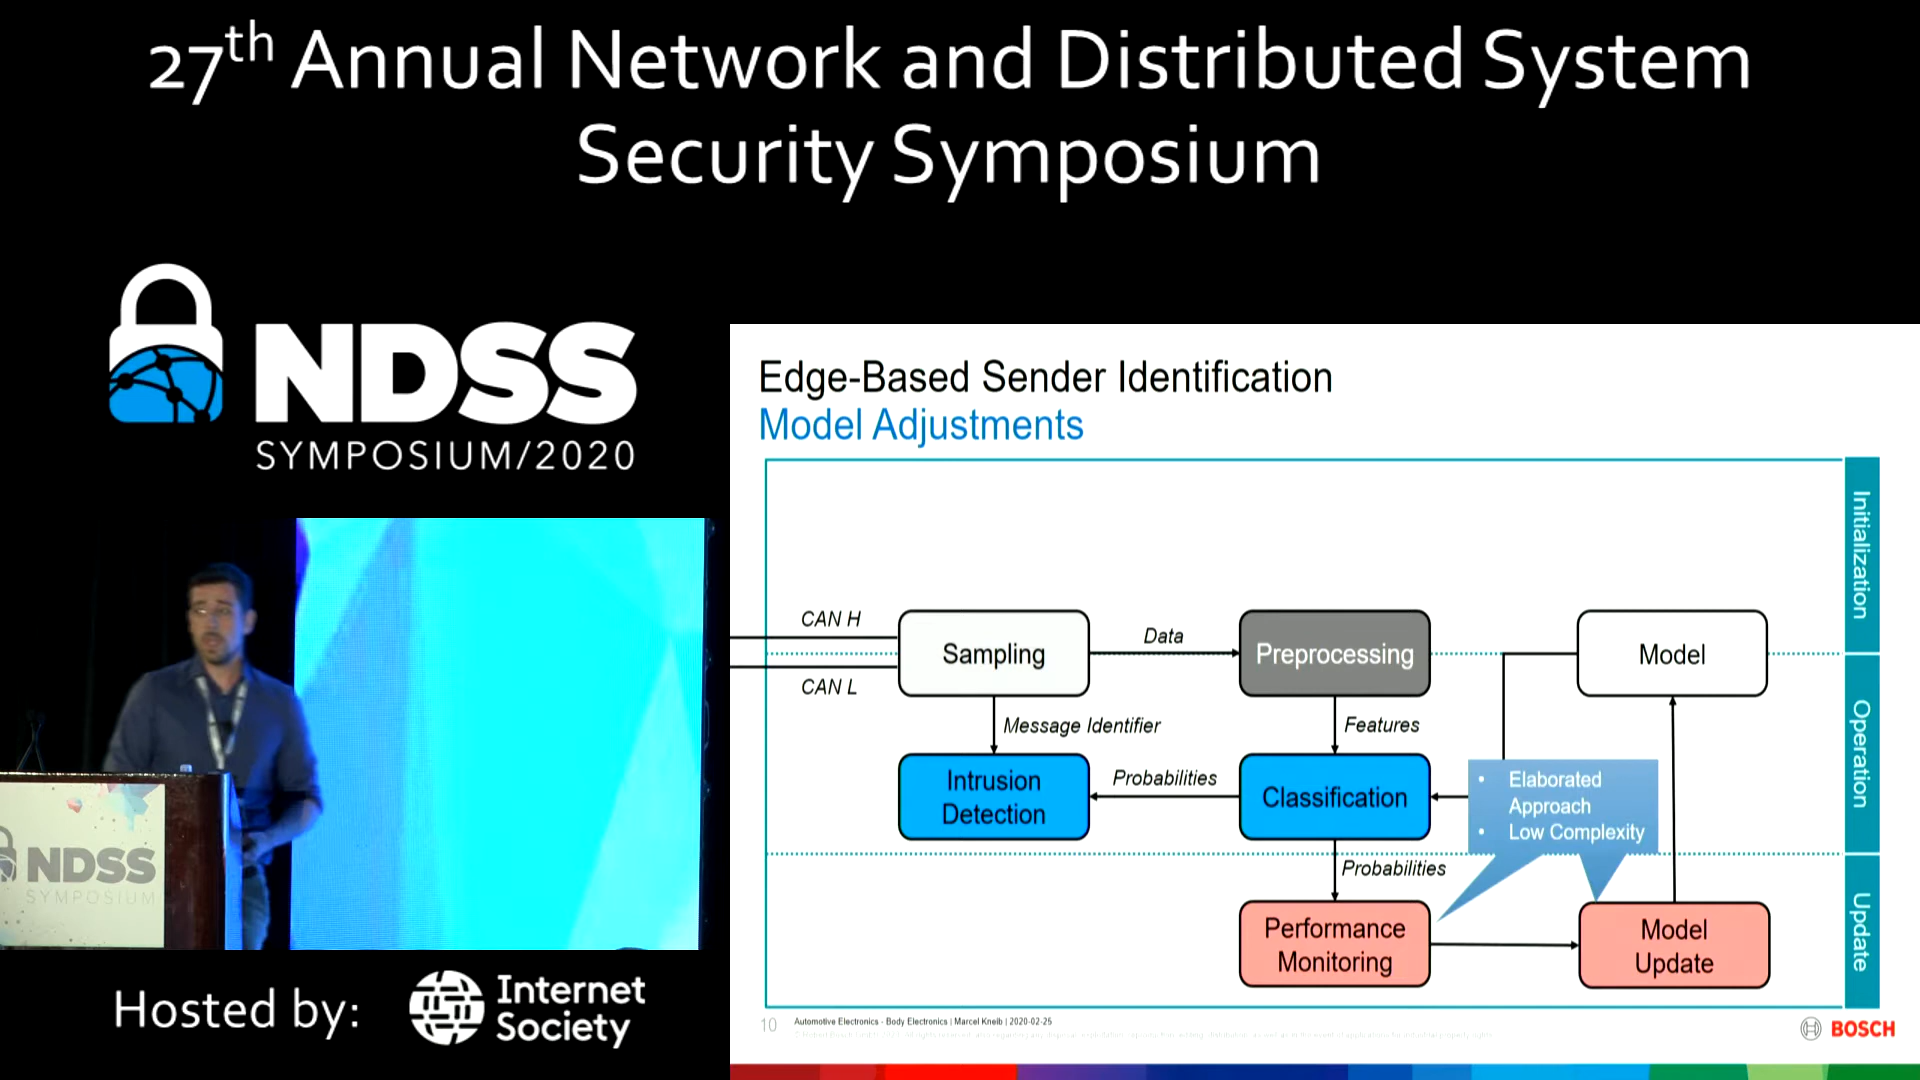 27th Annual Network and Distributed System
Security Symposium
NDSS
SYMPOSIUM/2020
Edge-Based Sender Identification
Model Adjustments
Initialization
CAN H
Sampling
Data
Preprocessing
Model
CAN L
Message Identifier
Features
Operation
Intrusion
Detection
Probabilities
Classification
• Elaborated
Approach
• Low Complexity
Probabilities
Performance
Monitoring
Model
Update
Update
NDSS
SYMPOSIUM
Hosted by:
Internet
Society
10
Automotive Electronics - Body Electronics | Marcel Kneib | 2020-02-25
BOSCH